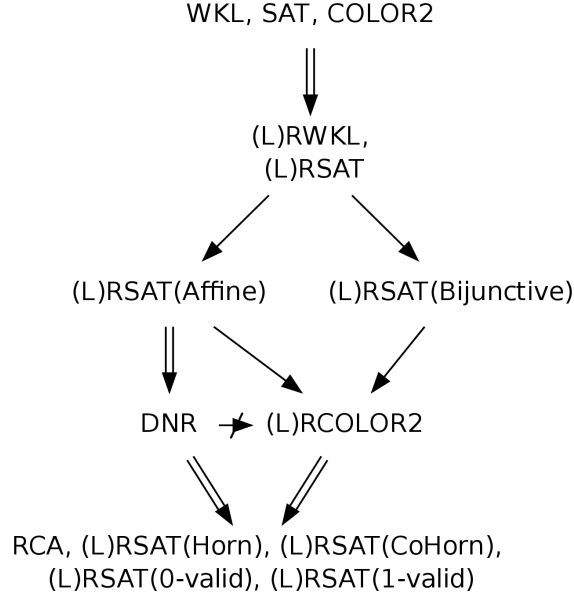 WKL, SAT, COLOR2
(L)RWKL,
(L)RSAT
(L)RSAT(Affine) (L)RSAT(Bijunctive)
DNR (L)RCOLOR2
RCA, (L)RSAT(Horn), (L)RSAT(CoHorn),
(L)RSAT(0-valid), (L)RSAT(1-valid)